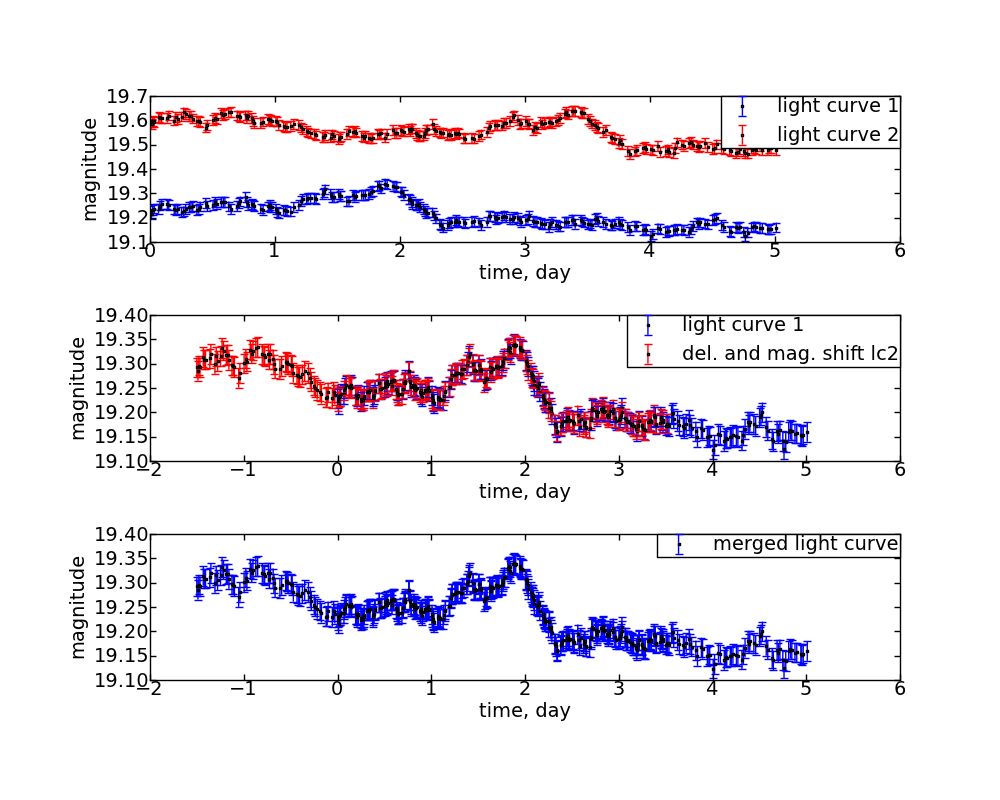 19.7
19.6
19.5
19.4
19.3
19.2
19.1
magnitude
light curve 1
light curve 2
0 1 2 3 4 5 6
time, day
19.40
19.35
19.30
19.25
19.20
19.15
19.10
magnitude
light curve 1
del. and mag. shift lc2
−2 −1 0 1 2 3 4 5 6
time, day
19.40
19.35
19.30
19.25
19.20
19.15
19.10
magnitude
merged light curve
−2 −1 0 1 2 3 4 5 6
time, day